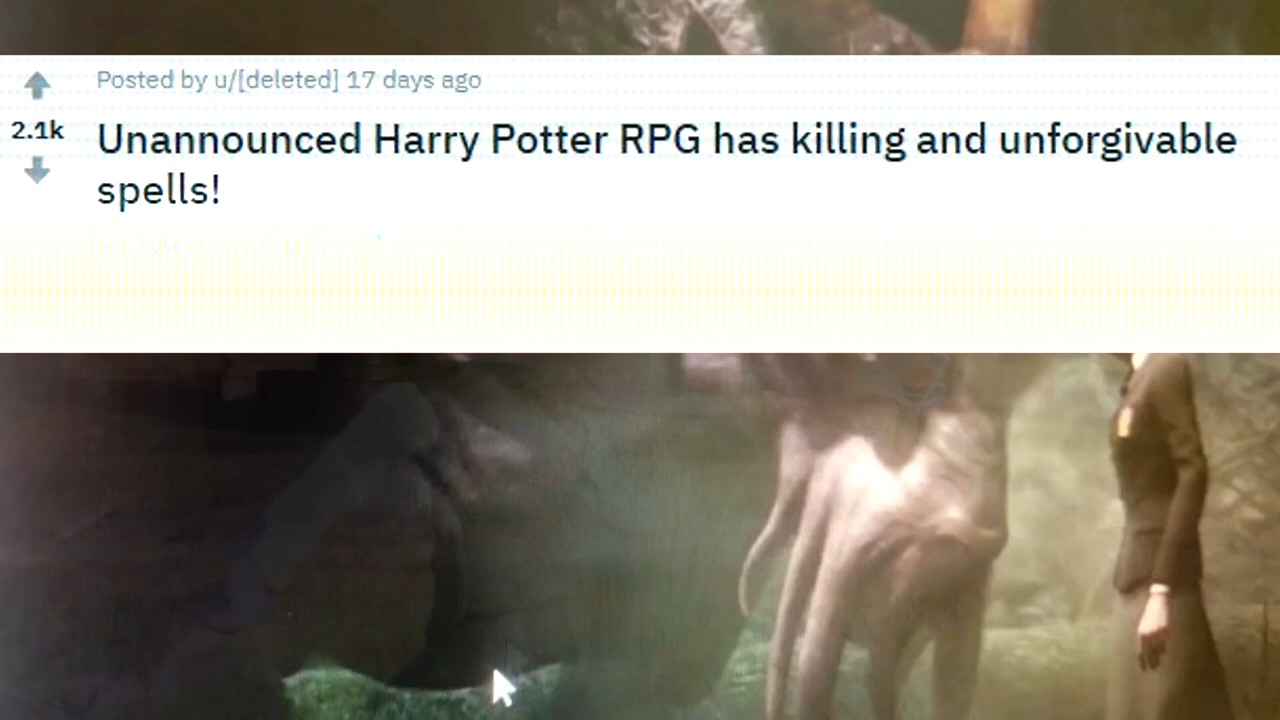 Posted by u/[deleted] 17 days ago
2.1k
Unannounced Harry Potter RPG has killing and unforgivable
spells!